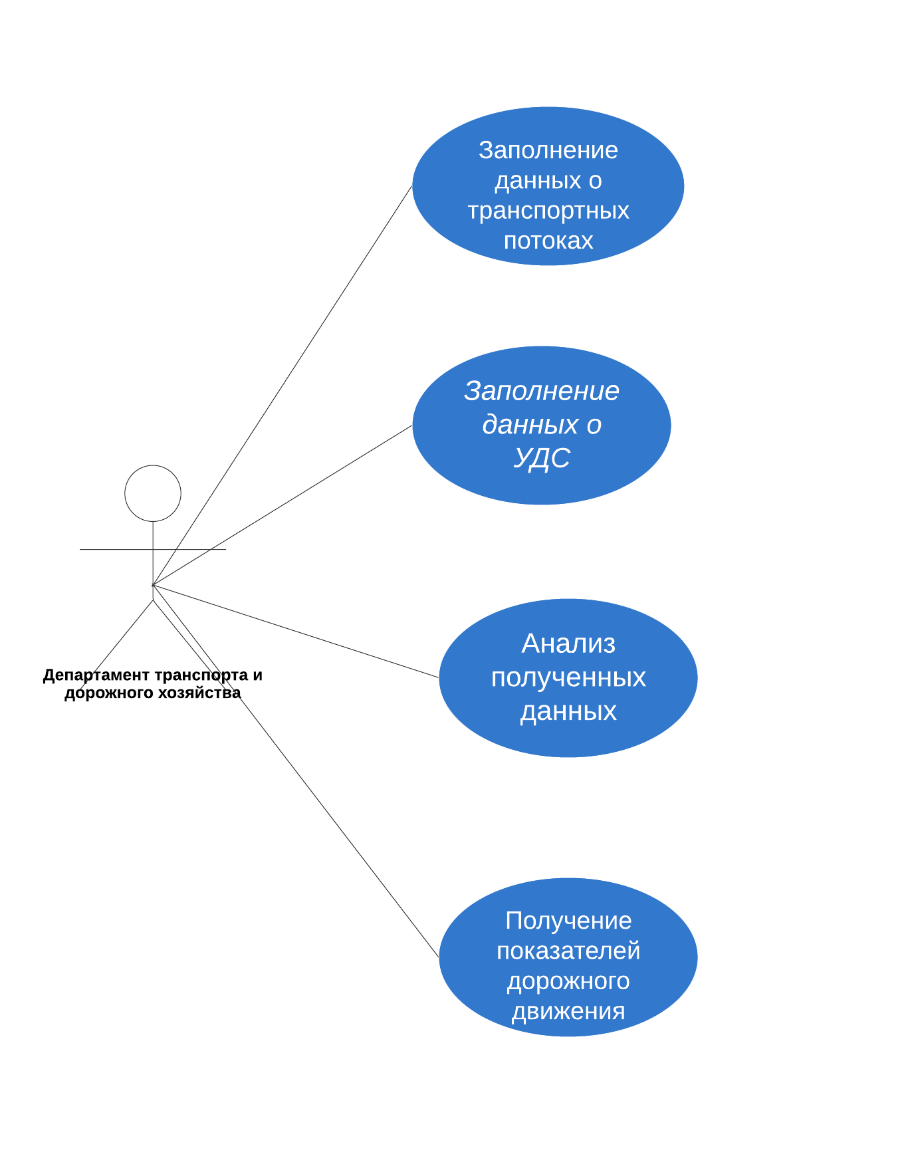 Заполнение
данных о
транспортных
потоках
Заполнение
данных о
УДС
Департамент транспорта и
дорожного хозяйства
Анализ
полученных
данных
Получение
показателей
дорожного
движения